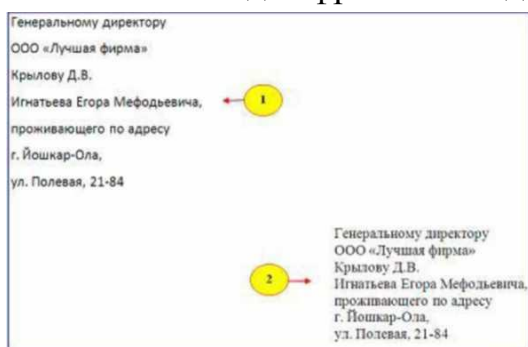 Генеральному директору
ООО «Лучшая фирма»
Крылову Д.В.
Игнатьева Егора Мефодьевича,
проживающего по адресу
г. Йошкар-Ола,
ул. Полевая, 21-84
1
2
Генеральному директору
ООО «Лучшая фирма»
Крылову Д.В.
Игнатьева Егора Мефодьевича,
проживающего по адресу
г. Йошкар-Ола,
ул. Полевая, 21-84